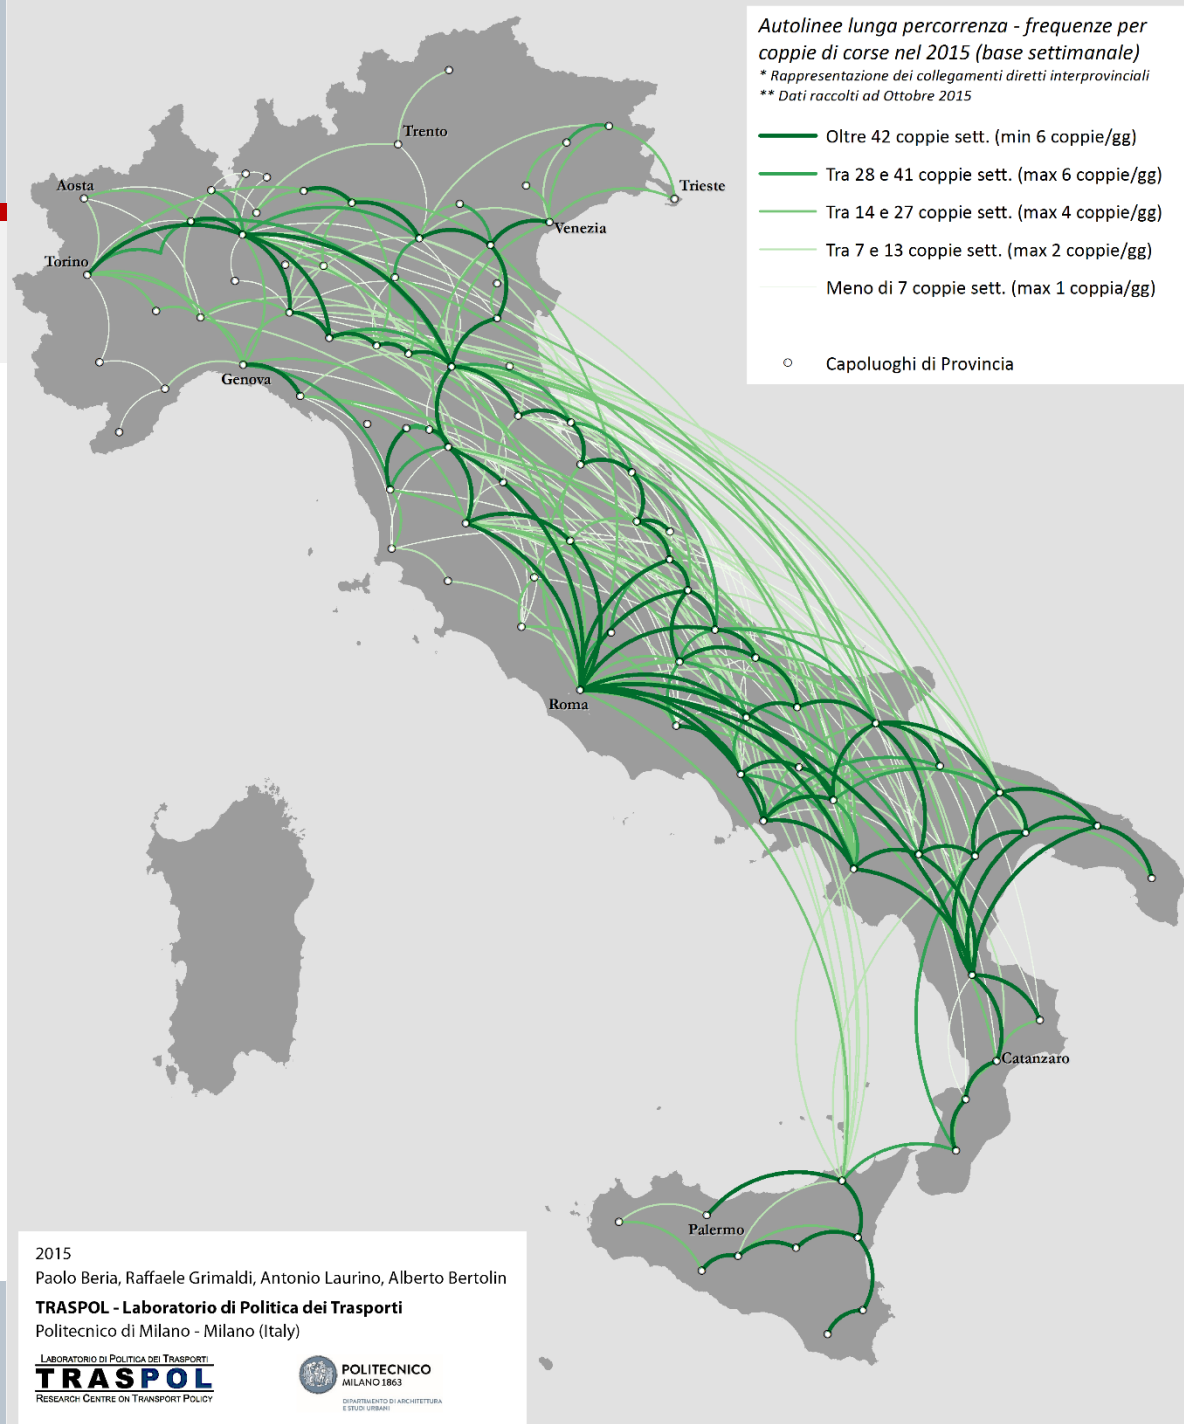 Autolinee lunga percorrenza - frequenze per
coppie di corse nel 2015 (base settimanale)
* Rappresentazione dei collegamenti diretti interprovinciali
** Dati raccolti ad Ottobre 2015
Oltre 42 coppie sett. (min 6 coppie/gg)
Tra 28 e 41 coppie sett. (max 6 coppie/gg)
Tra 14 e 27 coppie sett. (max 4 coppie/gg)
Tra 7 e 13 coppie sett. (max 2 coppie/gg)
Meno di 7 coppie sett. (max 1 coppia/gg)
Capoluoghi di Provincia
Trento
Aosta
Trieste
Venezia
Torino
Genova
Roma
Catanzaro
Palermo
2015
Paolo Beria, Raffaele Grimaldi, Antonio Laurino, Alberto Bertolin
TRASPOL - Laboratorio di Politica dei Trasporti
Politecnico di Milano - Milano (Italy)
LABORATORIO DI POLITICA DEI TRASPORTI
TRASPOL
RESEARCH CENTRE ON TRANSPORT POLICY
POLITECNICO
MILANO 1863
DIPARTIMENTO DI ARCHITETTURA
E STUDI URBANI